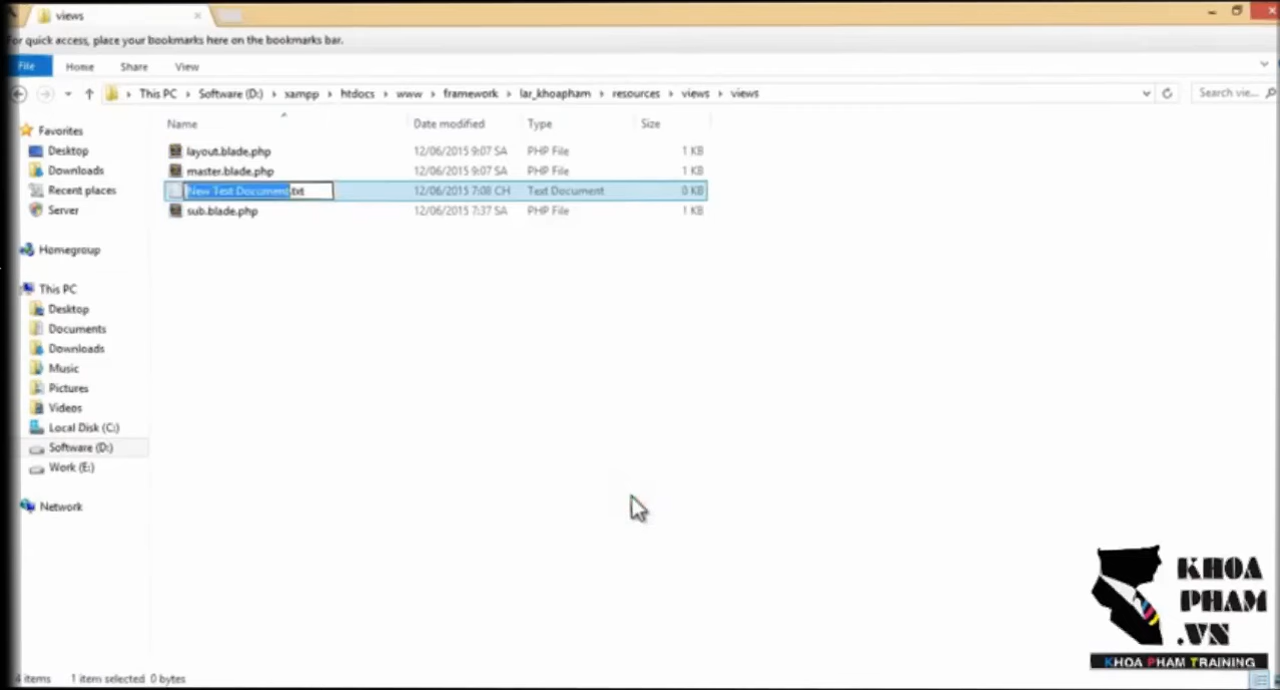 views
For quick access, place your bookmarks here on the bookmarks bar.
File Home Share View
This PC Software (D:) xampp htdocs www framework lar_khoapham resources views views Search vie...
Name Date modified Type Size
Favorites
Desktop layout.blade.php 12/06/2015 9:07 SA PHP File 1 KB
Downloads master.blade.php 12/06/2015 9:07 SA PHP File 1 KB
Recent places New Text Document.txt 12/06/2015 7:08 CH Text Document 0 KB
Server sub.blade.php 12/06/2015 7:37 SA PHP File 1 KB
Homegroup
This PC
Desktop
Documents
Downloads
Music
Pictures
Videos
Local Disk (C:)
Software (D:)
Work (E:)
Network
KHOA
PHAM
.VN
KHOA PHAM TRAINING
4 items 1 item selected 0 bytes